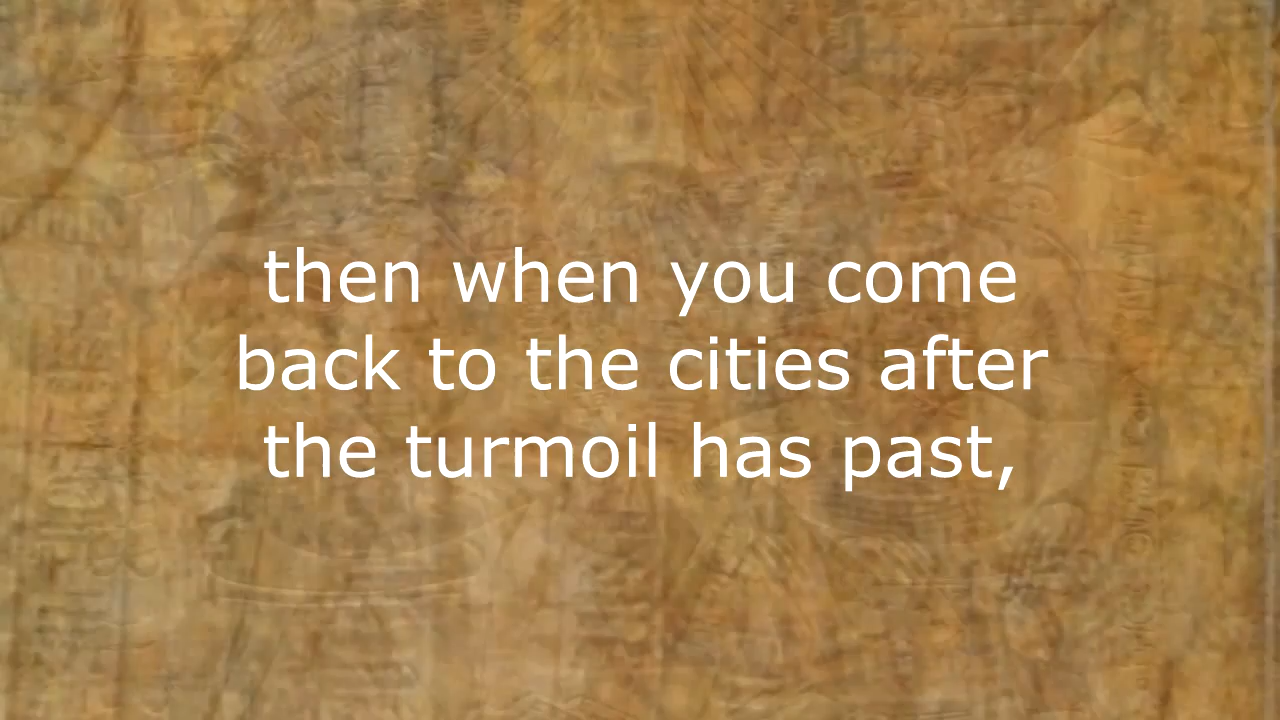 then when you come
back to the cities after
the turmoil has past,